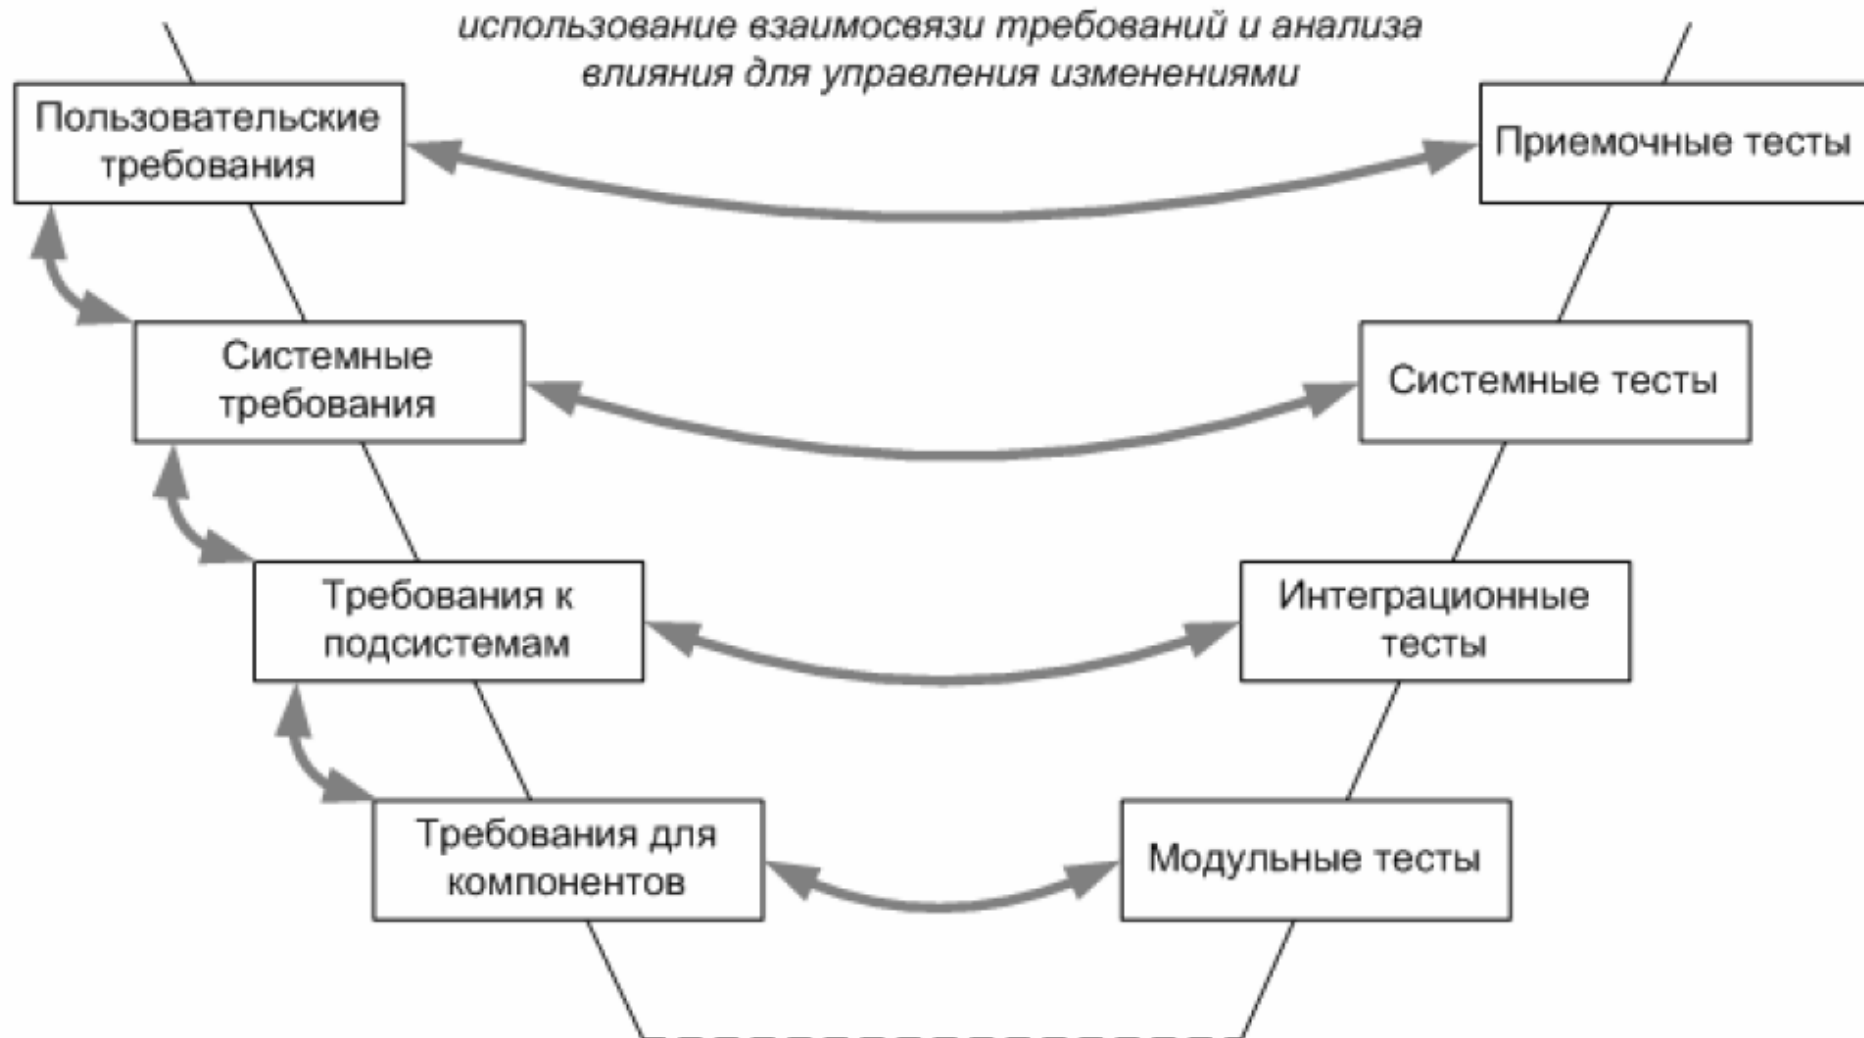 использование взаимосвязи требований и анализа
влияния для управления изменениями
Пользовательские
требования
Приемочные тесты
Системные
требования
Системные тесты
Требования к
подсистемам
Интеграционные
тесты
Требования для
компонентов
Модульные тесты